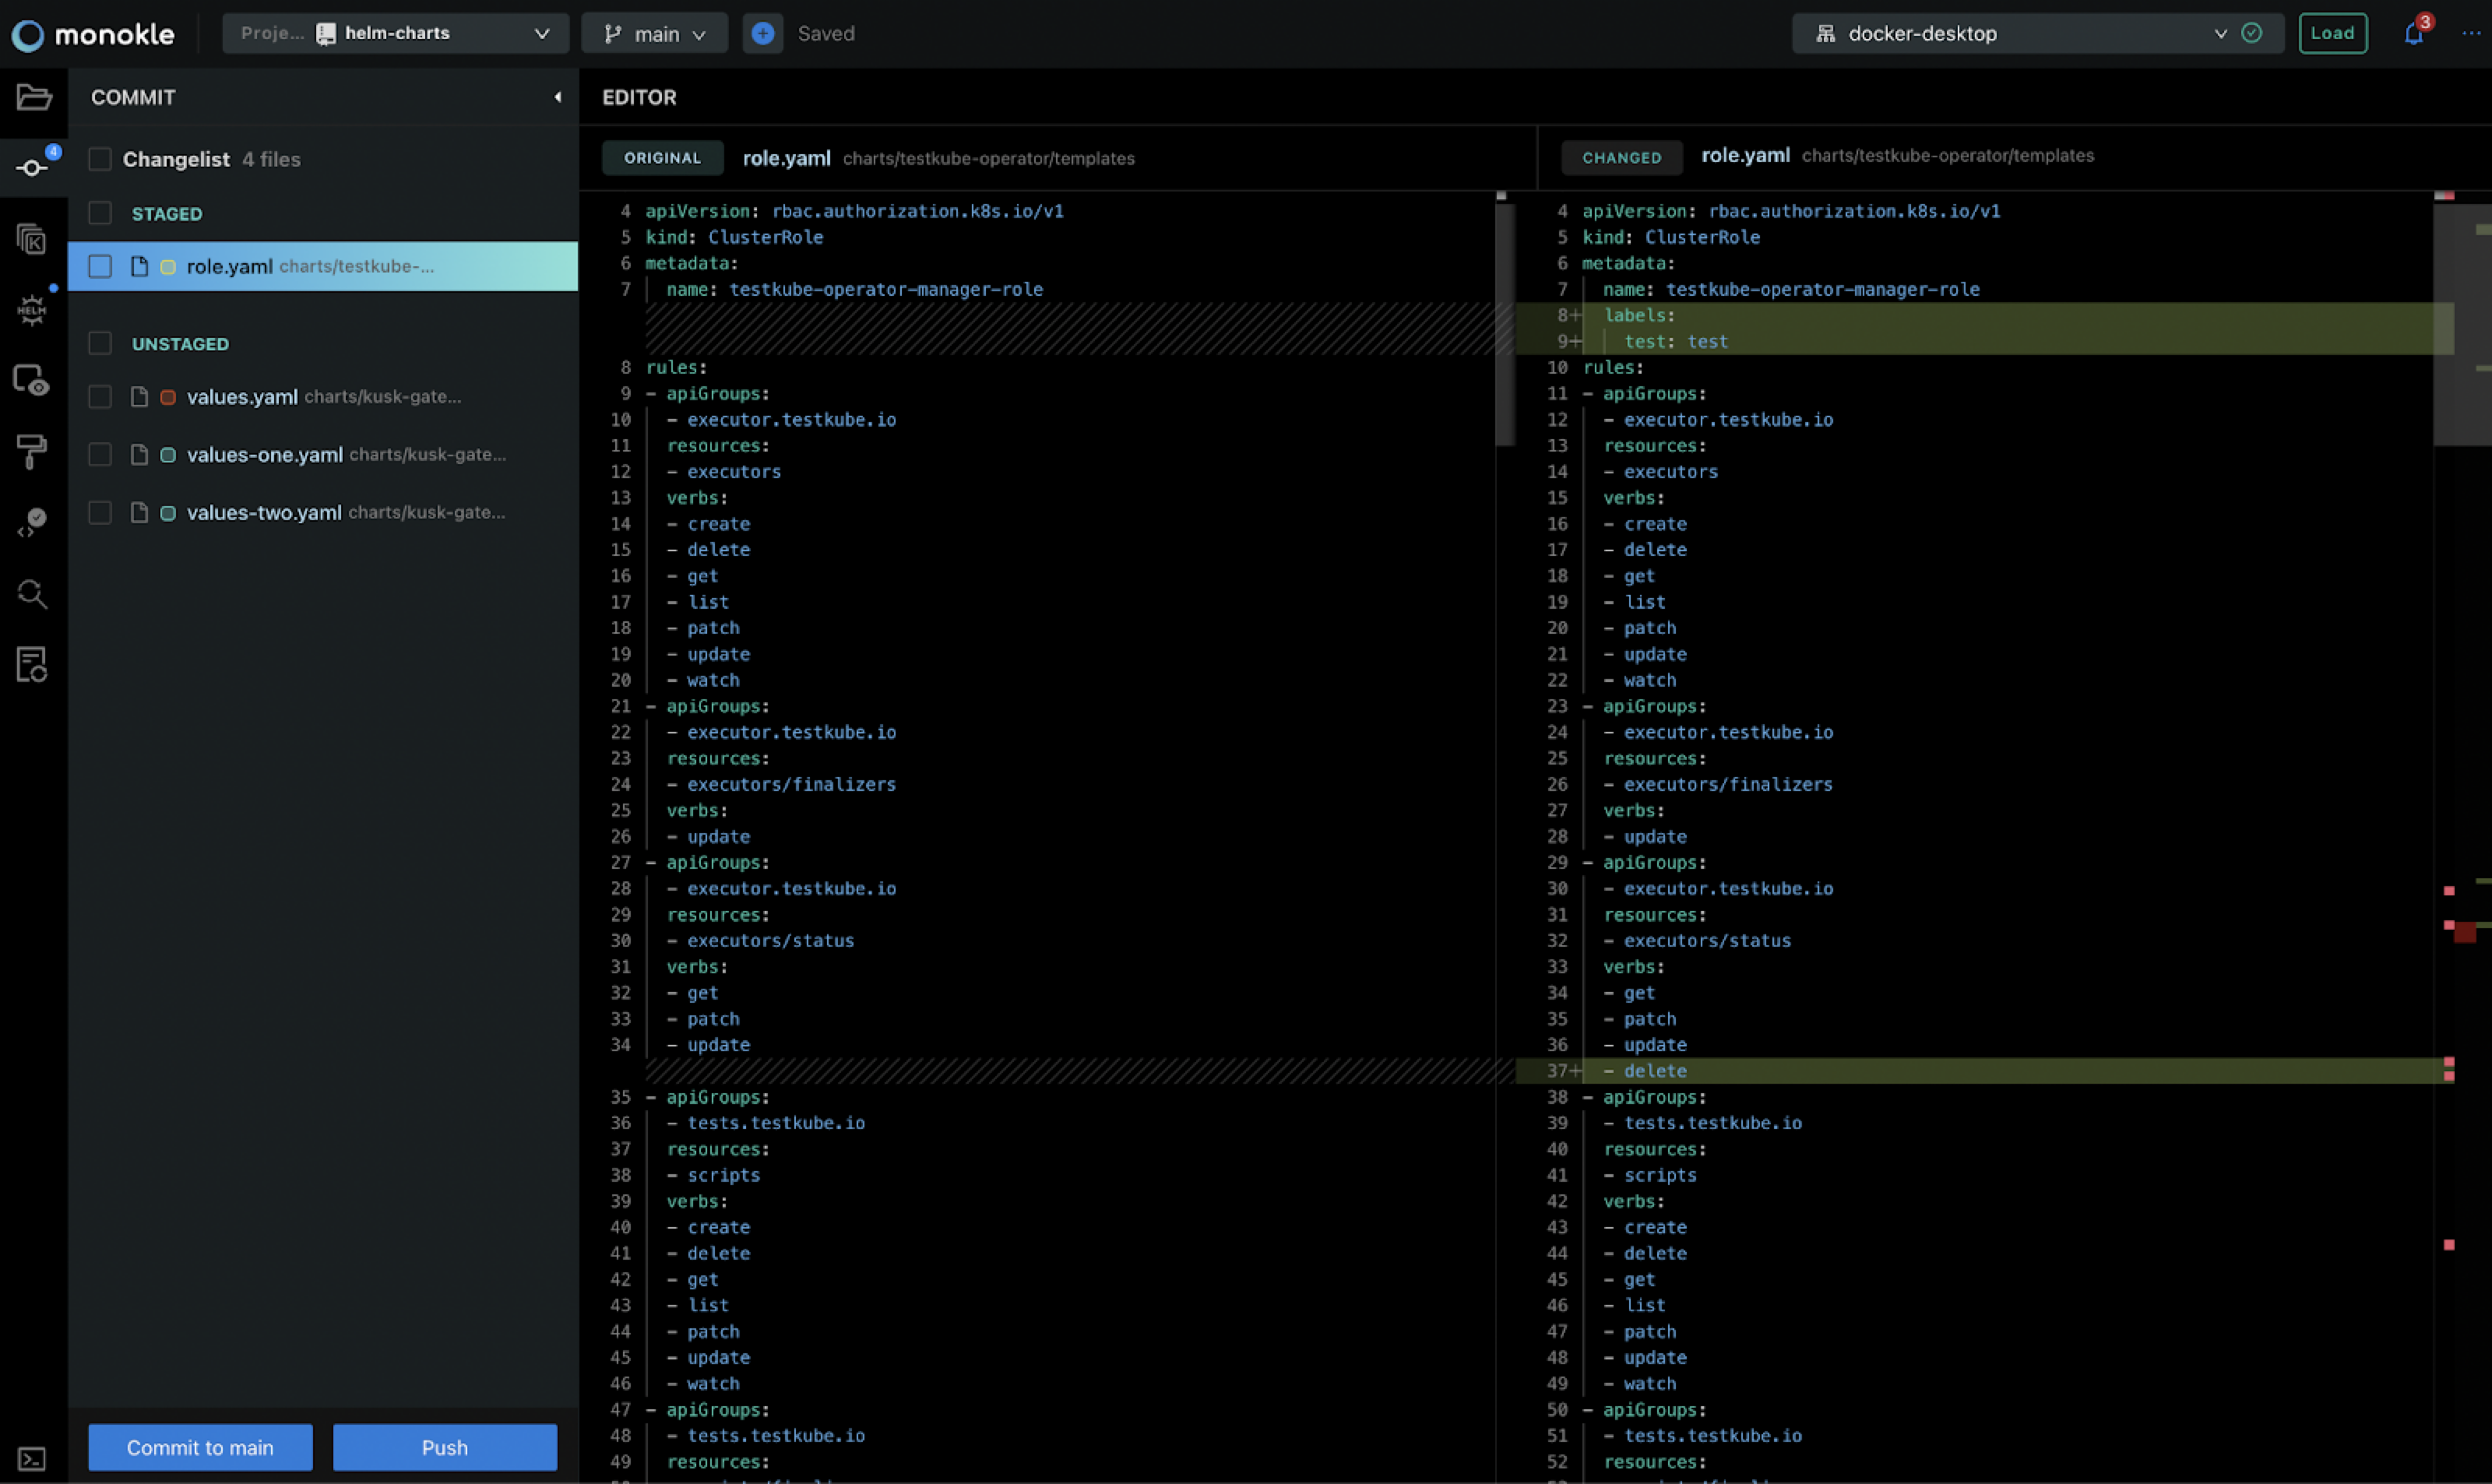 monokle
Proje... helm-charts
main
Saved
docker-desktop
Load
3
COMMIT
4
Changelist 4 files
STAGED
role.yaml charts/testkube-...
UNSTAGED
values.yaml charts/kusk-gate...
values-one.yaml charts/kusk-gate...
values-two.yaml charts/kusk-gate...
HELM
Commit to main
Push
EDITOR
ORIGINAL role.yaml charts/testkube-operator/templates
4 apiVersion: rbac.authorization.k8s.io/v1
5 kind: ClusterRole
6 metadata:
7 name: testkube-operator-manager-role
8 rules:
9 - apiGroups:
10 - executor.testkube.io
11 resources:
12 - executors
13 verbs:
14 - create
15 - delete
16 - get
17 - list
18 - patch
19 - update
20 - watch
21 - apiGroups:
22 - executor.testkube.io
23 resources:
24 - executors/finalizers
25 verbs:
26 - update
27 - apiGroups:
28 - executor.testkube.io
29 resources:
30 - executors/status
31 verbs:
32 - get
33 - patch
34 - update
35 - apiGroups:
36 - tests.testkube.io
37 resources:
38 - scripts
39 verbs:
40 - create
41 - delete
42 - get
43 - list
44 - patch
45 - update
46 - watch
47 - apiGroups:
48 - tests.testkube.io
49 resources:
CHANGED role.yaml charts/testkube-operator/templates
4 apiVersion: rbac.authorization.k8s.io/v1
5 kind: ClusterRole
6 metadata:
7 name: testkube-operator-manager-role
8+ labels:
9+ test: test
10 rules:
11 - apiGroups:
12 - executor.testkube.io
13 resources:
14 - executors
15 verbs:
16 - create
17 - delete
18 - get
19 - list
20 - patch
21 - update
22 - watch
23 - apiGroups:
24 - executor.testkube.io
25 resources:
26 - executors/finalizers
27 verbs:
28 - update
29 - apiGroups:
30 - executor.testkube.io
31 resources:
32 - executors/status
33 verbs:
34 - get
35 - patch
36 - update
37+ - delete
38 - apiGroups:
39 - tests.testkube.io
40 resources:
41 - scripts
42 verbs:
43 - create
44 - delete
45 - get
46 - list
47 - patch
48 - update
49 - watch
50 - apiGroups:
51 - tests.testkube.io
52 resources: